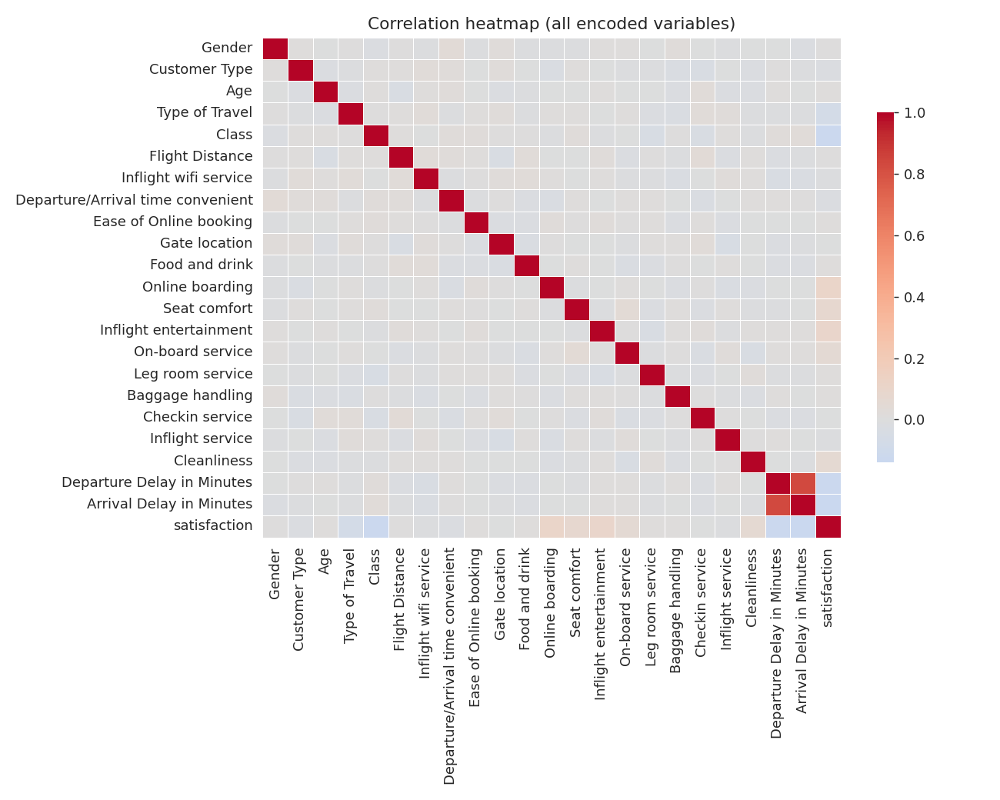 Correlation heatmap (all encoded variables)
Gender
Customer Type
Age
Type of Travel
Class
Flight Distance
Inflight wifi service
Departure/Arrival time convenient
Ease of Online booking
Gate location
Food and drink
Online boarding
Seat comfort
Inflight entertainment
On-board service
Leg room service
Baggage handling
Checkin service
Inflight service
Cleanliness
Departure Delay in Minutes
Arrival Delay in Minutes
satisfaction
Gender
Customer Type
Age
Type of Travel
Class
Flight Distance
Inflight wifi service
Departure/Arrival time convenient
Ease of Online booking
Gate location
Food and drink
Online boarding
Seat comfort
Inflight entertainment
On-board service
Leg room service
Baggage handling
Checkin service
Inflight service
Cleanliness
Departure Delay in Minutes
Arrival Delay in Minutes
satisfaction
1.0
0.8
0.6
0.4
0.2
0.0